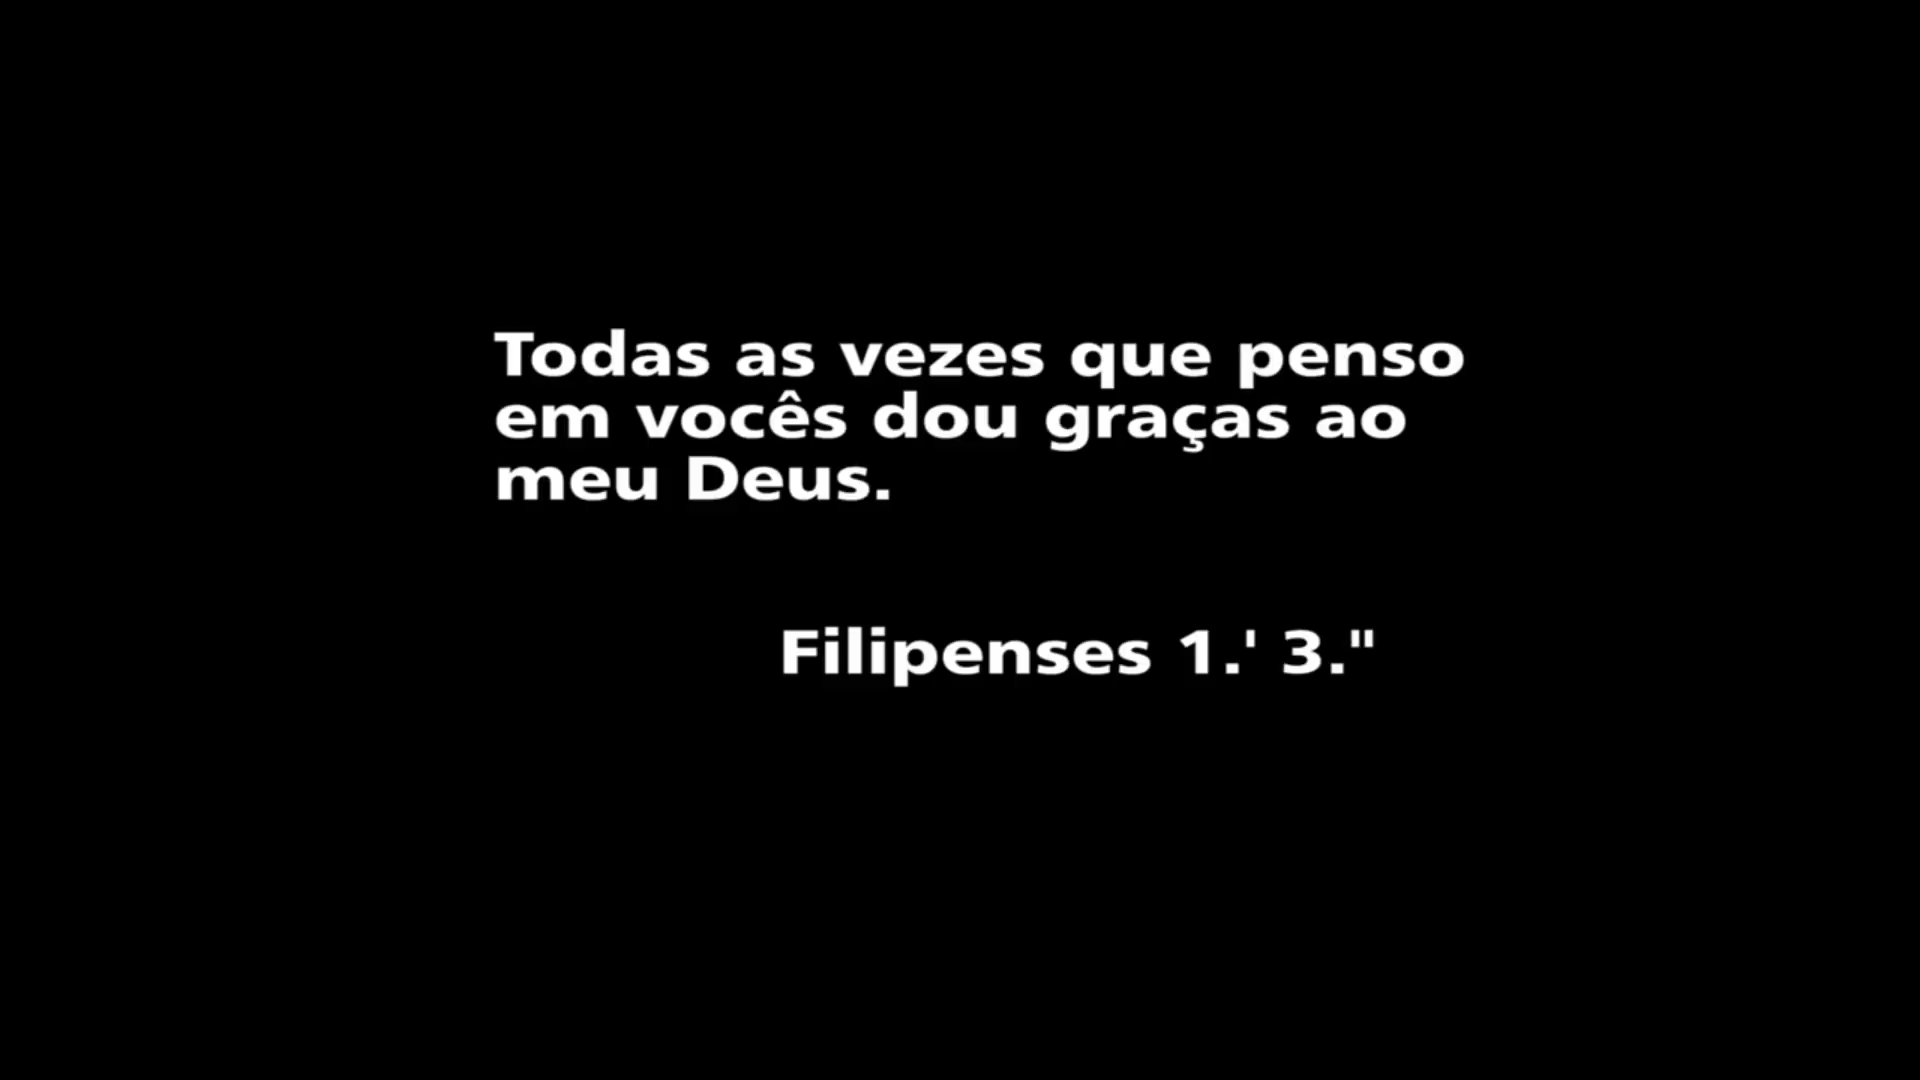 Todas as vezes que penso
em vocês dou graças ao
meu Deus.
Filipenses 1.' 3."